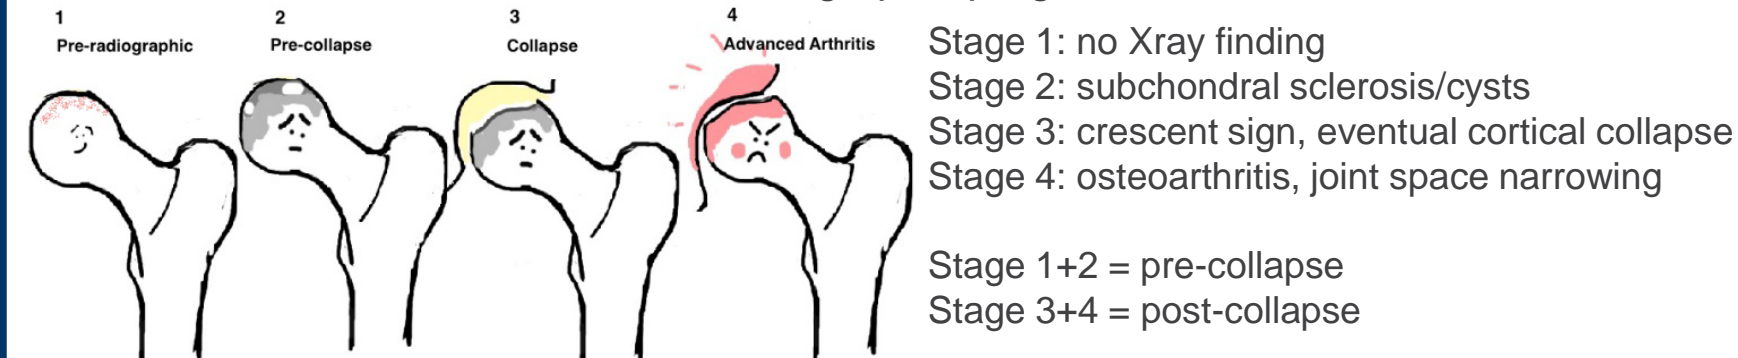 1
Pre-radiographic
2
Pre-collapse
3
Collapse
4
Advanced Arthritis
Stage 1: no Xray finding
Stage 2: subchondral sclerosis/cysts
Stage 3: crescent sign, eventual cortical collapse
Stage 4: osteoarthritis, joint space narrowing
Stage 1+2 = pre-collapse
Stage 3+4 = post-collapse